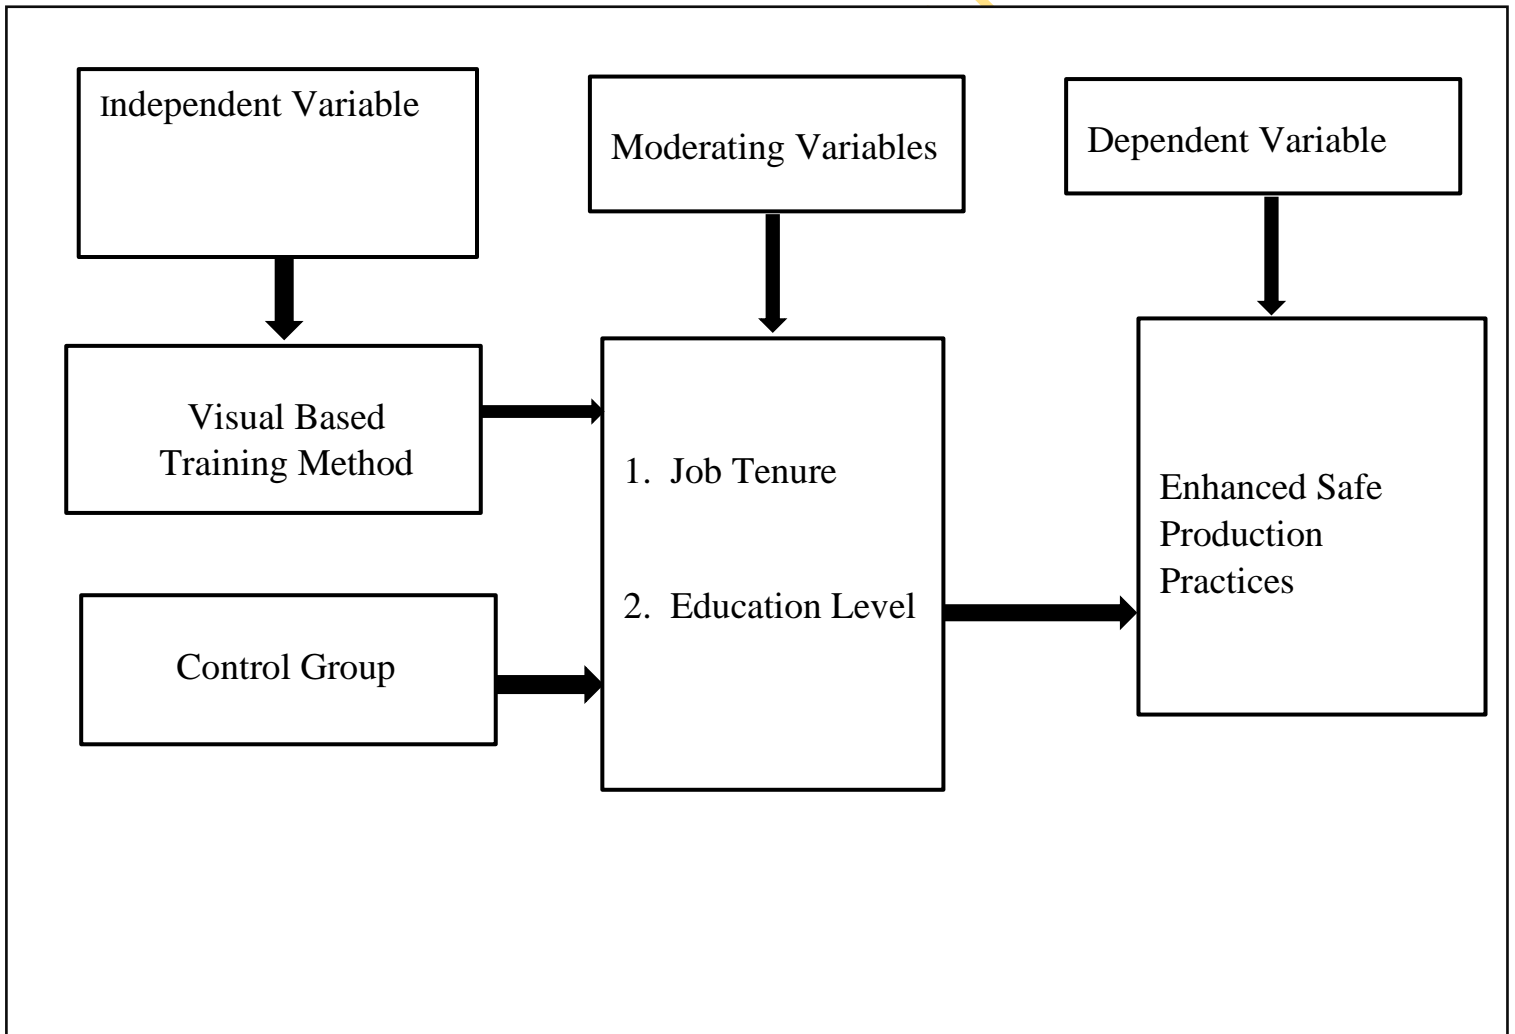 Independent Variable
Moderating Variables
Dependent Variable
Visual Based
Training Method
Control Group
1. Job Tenure
2. Education Level
Enhanced Safe
Production
Practices